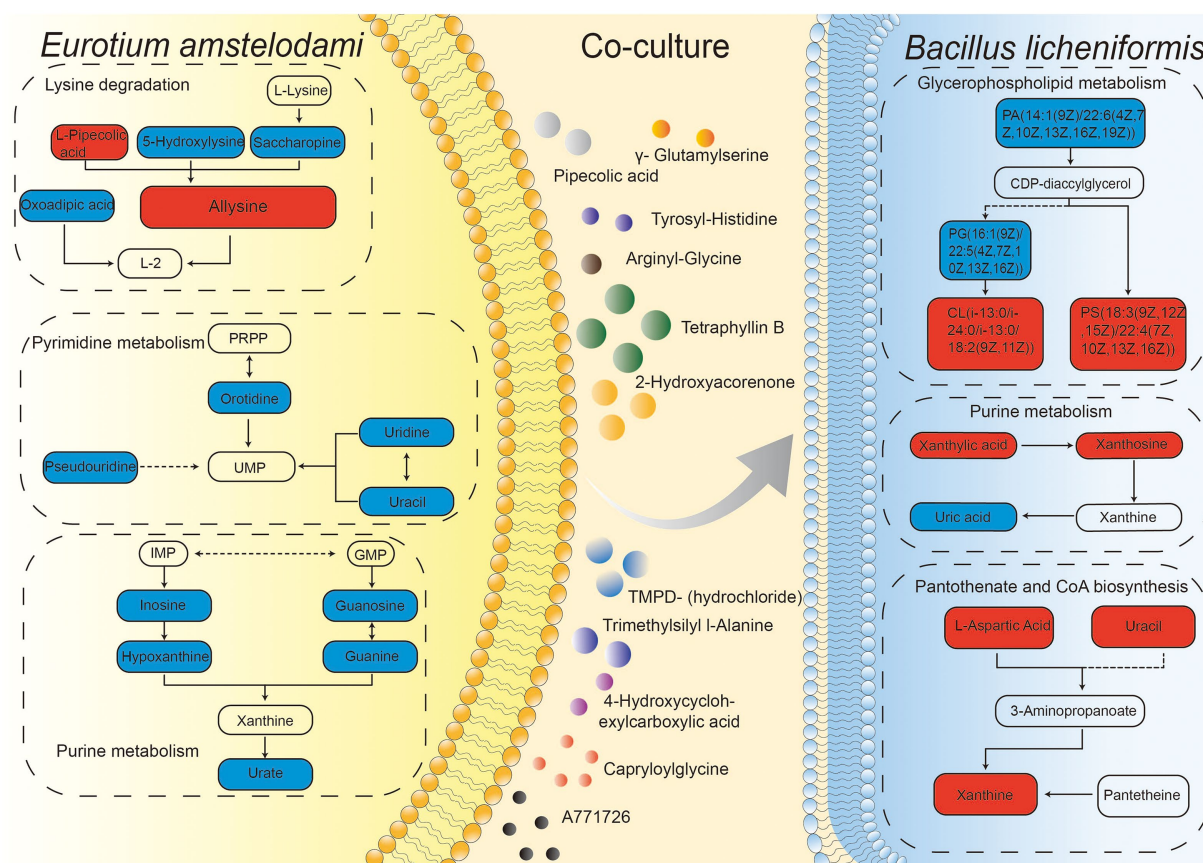 Eurotium amstelodami
Co-culture
Bacillus licheniformis
Lysine degradation
L-Lysine
L-Pipecolic
acid
5-Hydroxylysine
Saccharopine
Oxoadipic acid
Allysine
L-2
Pyrimidine metabolism
PRPP
Orotidine
Uridine
Pseudouridine
UMP
Uracil
IMP
GMP
Inosine
Guanosine
Hypoxanthine
Guanine
Xanthine
Purine metabolism
Urate
γ- Glutamylserine
Pipecolic acid
Tyrosyl-Histidine
Arginyl-Glycine
Tetraphyllin B
2-Hydroxyacorenone
TMPD- (hydrochloride)
Trimethylsilyl l-Alanine
4-Hydroxycycloh-
exylcarboxylic acid
Capryloylglycine
A771726
Glycerophospholipid metabolism
PA(14:1(9Z)/22:6(4Z,7
Z,10Z,13Z,16Z,19Z))
CDP-diaccylglycerol
PG(16:1(9Z)/
22:5(4Z,7Z,1
0Z,13Z,16Z))
CL(i-13:0/i-
24:0/i-13:0/
18:2(9Z,11Z))
PS(18:3(9Z,12Z
,15Z)/22:4(7Z,
10Z,13Z,16Z))
Purine metabolism
Xanthylic acid
Xanthosine
Uric acid
Xanthine
Pantothenate and CoA biosynthesis
L-Aspartic Acid
Uracil
3-Aminopropanoate
Xanthine
Pantetheine